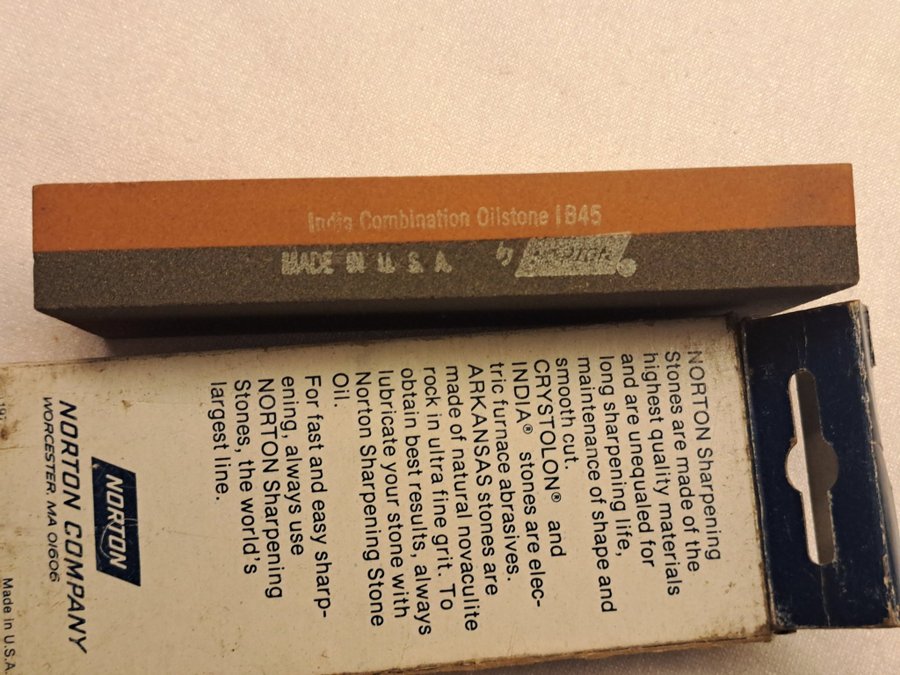 India Combination Oilstone IB45
MADE IN U.S.A.
NORTON
®
NORTON Sharpening
Stones are made of the
highest quality materials
and are unequaled for
long sharpening life,
maintenance of shape and
smooth cut.
CRYSTOLON® and
INDIA® stones are elec-
tric furnace abrasives.
ARKANSAS stones are
made of natural novaculite
rock in ultra fine grit. To
obtain best results, always
lubricate your stone with
Norton Sharpening Stone
Oil.
For fast and easy sharp-
ening, always use
NORTON Sharpening
Stones, the world's
largest line.
NORTON
NORTON COMPANY
WORCESTER, MA 01606
Made in U.S.A.